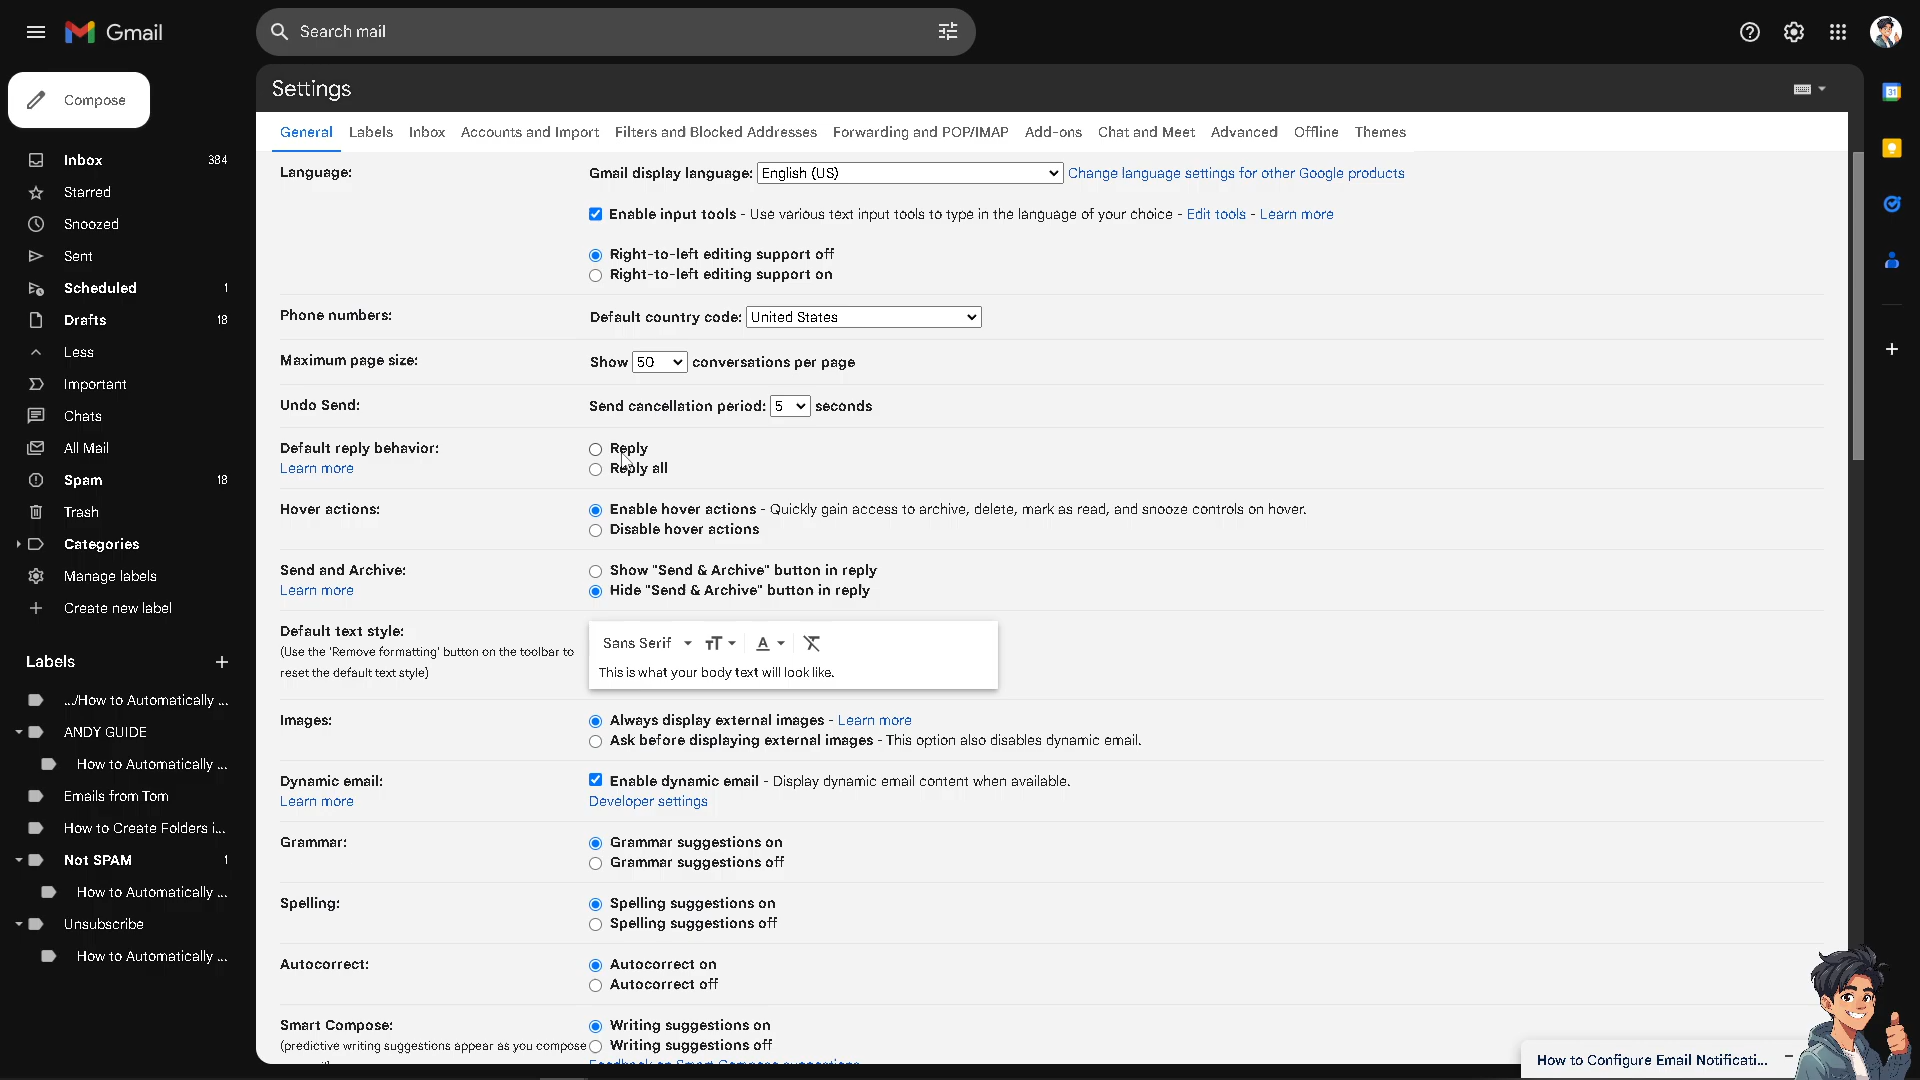 Gmail
Search mail
Compose
Inbox 384
Starred
Snoozed
Sent
Scheduled 1
Drafts 18
Less
Important
Chats
All Mail
Spam 18
Trash
Categories
Manage labels
Create new label
Labels
.../How to Automatically ...
ANDY GUIDE
How to Automatically ...
Emails from Tom
How to Create Folders i...
Not SPAM 1
How to Automatically ...
Unsubscribe
How to Automatically ...
Settings
General Labels Inbox Accounts and Import Filters and Blocked Addresses Forwarding and POP/IMAP Add-ons Chat and Meet Advanced Offline Themes
Language: Gmail display language: English (US) Change language settings for other Google products
Enable input tools - Use various text input tools to type in the language of your choice - Edit tools - Learn more
Right-to-left editing support off
Right-to-left editing support on
Phone numbers: Default country code: United States
Maximum page size: Show 50 conversations per page
Undo Send: Send cancellation period: 5 seconds
Default reply behavior: Reply
Learn more Reply all
Hover actions: Enable hover actions - Quickly gain access to archive, delete, mark as read, and snooze controls on hover.
Disable hover actions
Send and Archive: Show "Send & Archive" button in reply
Learn more Hide "Send & Archive" button in reply
Default text style:
(Use the 'Remove formatting' button on the toolbar to
reset the default text style)
Sans Serif
This is what your body text will look like.
Images: Always display external images - Learn more
Ask before displaying external images - This option also disables dynamic email.
Dynamic email: Enable dynamic email - Display dynamic email content when available.
Learn more Developer settings
Grammar: Grammar suggestions on
Grammar suggestions off
Spelling: Spelling suggestions on
Spelling suggestions off
Autocorrect: Autocorrect on
Autocorrect off
Smart Compose: Writing suggestions on
(predictive writing suggestions appear as you compose Writing suggestions off
Feedback on Smart Compose suggestions
31
How to Configure Email Notificati...